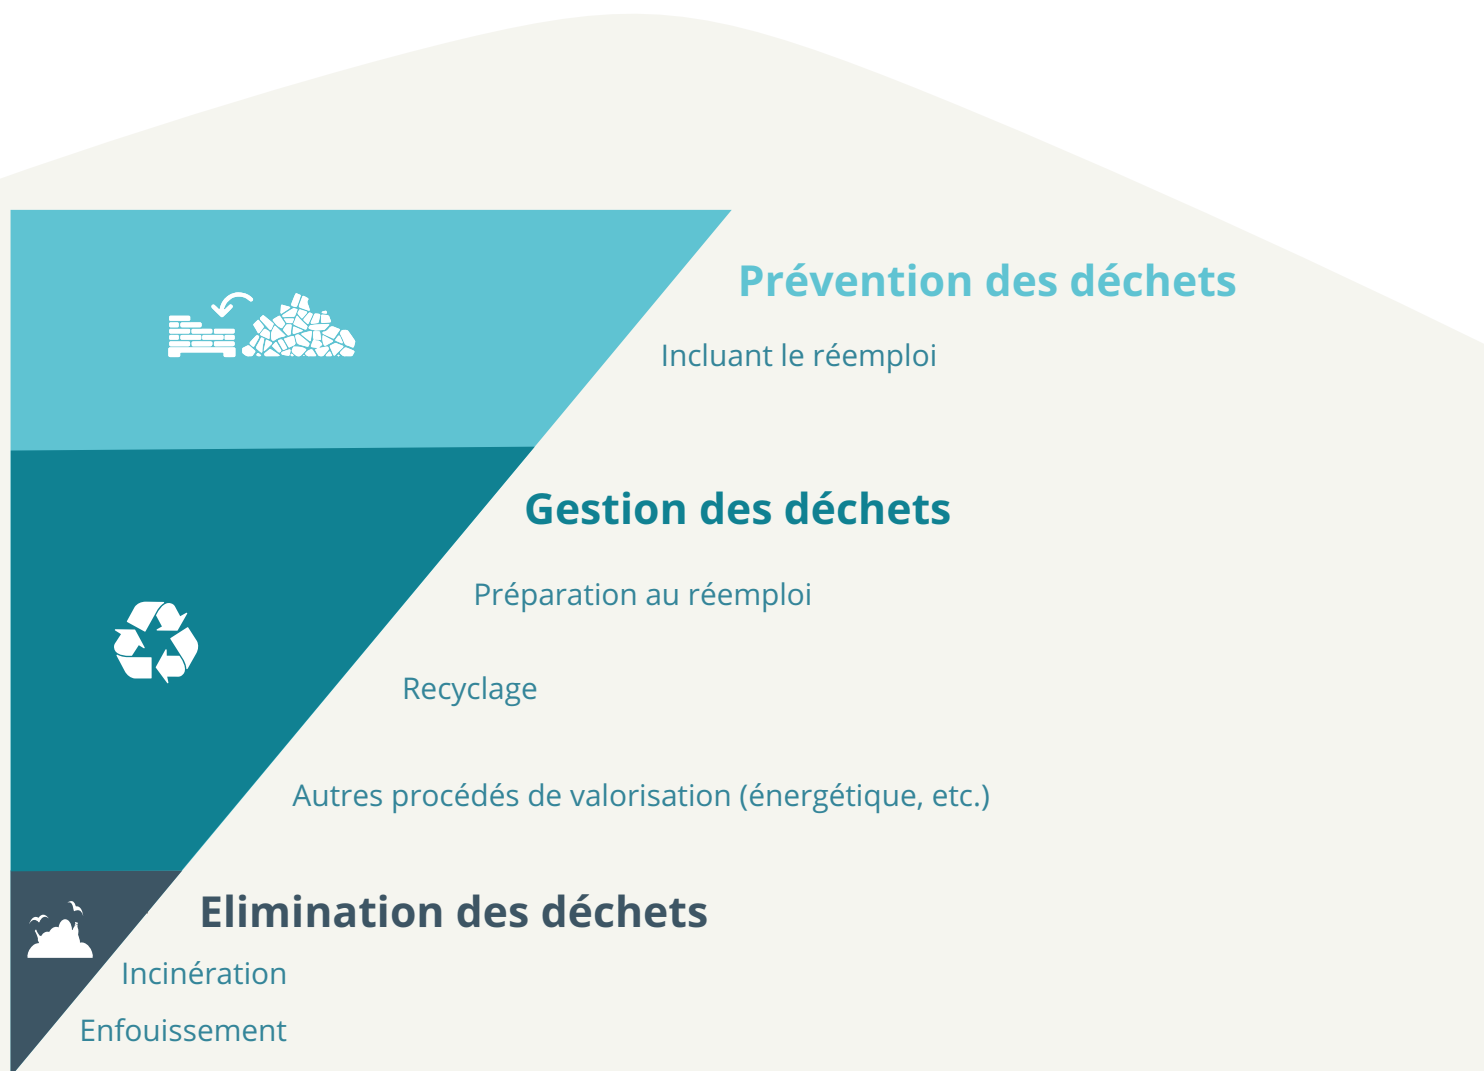 Prévention des déchets
Incluant le réemploi
Gestion des déchets
Préparation au réemploi
Recyclage
Autres procédés de valorisation (énergétique, etc.)
Elimination des déchets
Incinération
Enfouissement